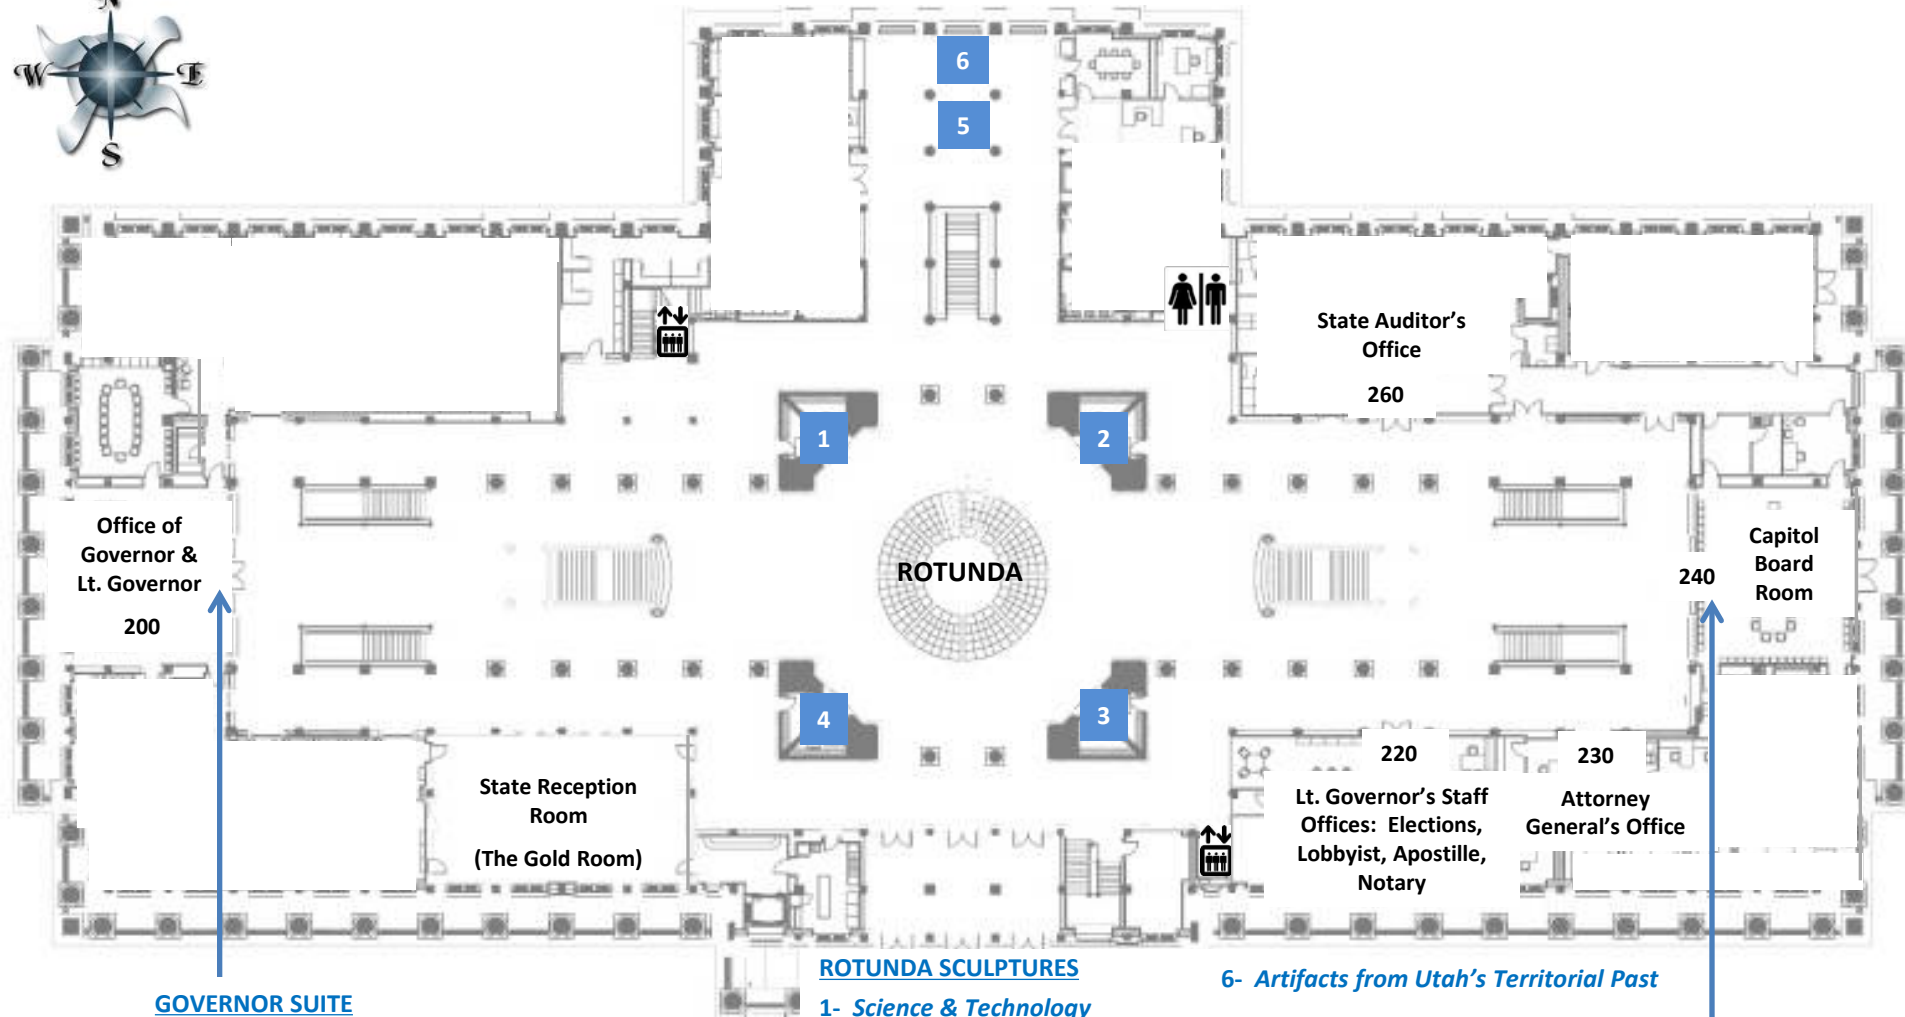 N
W
E
S
6
5
State Auditor's
Office
260
1
2
Office of
Governor &
Lt. Governor
200
ROTUNDA
240
Capitol
Board
Room
4
3
State Reception
Room
(The Gold Room)
220
Lt. Governor's Staff
Offices: Elections,
Lobbyist, Apostille,
Notary
230
Attorney
General's Office
GOVERNOR SUITE
ROTUNDA SCULPTURES
1- Science & Technology
6- Artifacts from Utah's Territorial Past